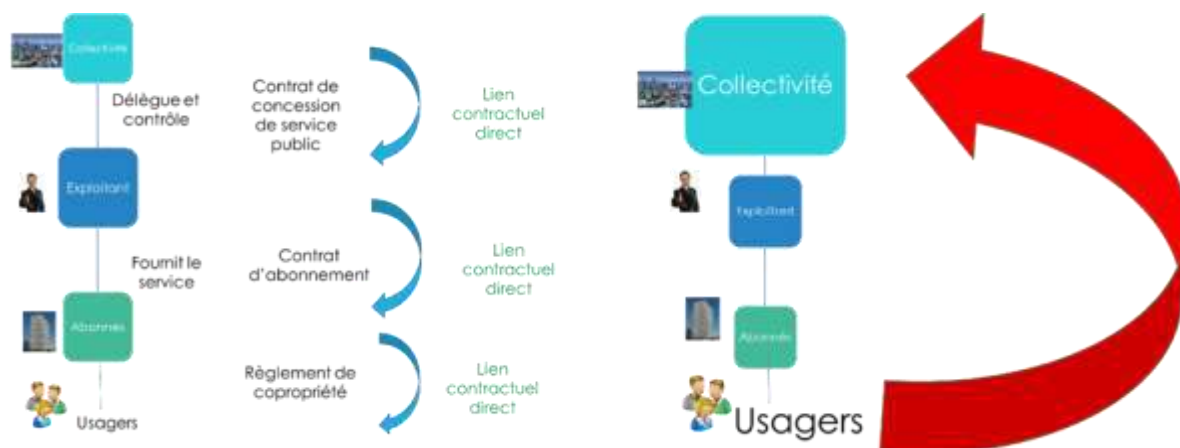 Collectivité
Délègue et
contrôle
Contrat de
concession
de service
public
Lien
contractuel
direct
Exploitant
Fournit le
service
Contrat
d'abonnement
Lien
contractuel
direct
Abonnés
Règlement de
copropriété
Lien
contractuel
direct
Usagers
Collectivité
Exploitant
Abonnés
Usagers